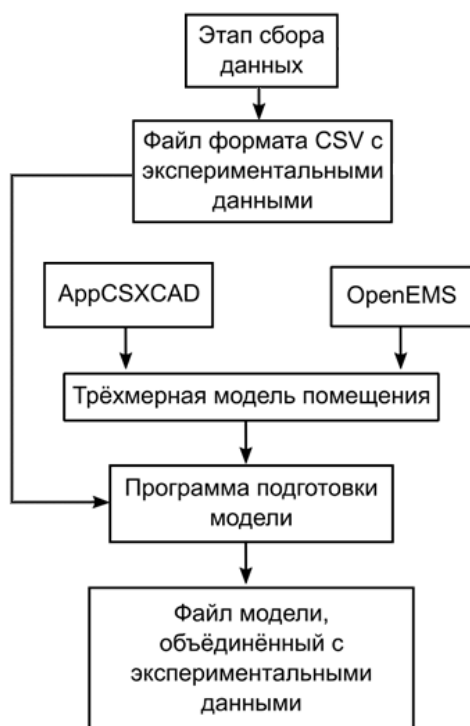 Этап сбора
данных
Файл формата CSV с
экспериментальными
данными
AppCSXCAD
OpenEMS
Трёхмерная модель помещения
Программа подготовки
модели
Файл модели,
объёдинённый с
экспериментальными
данными